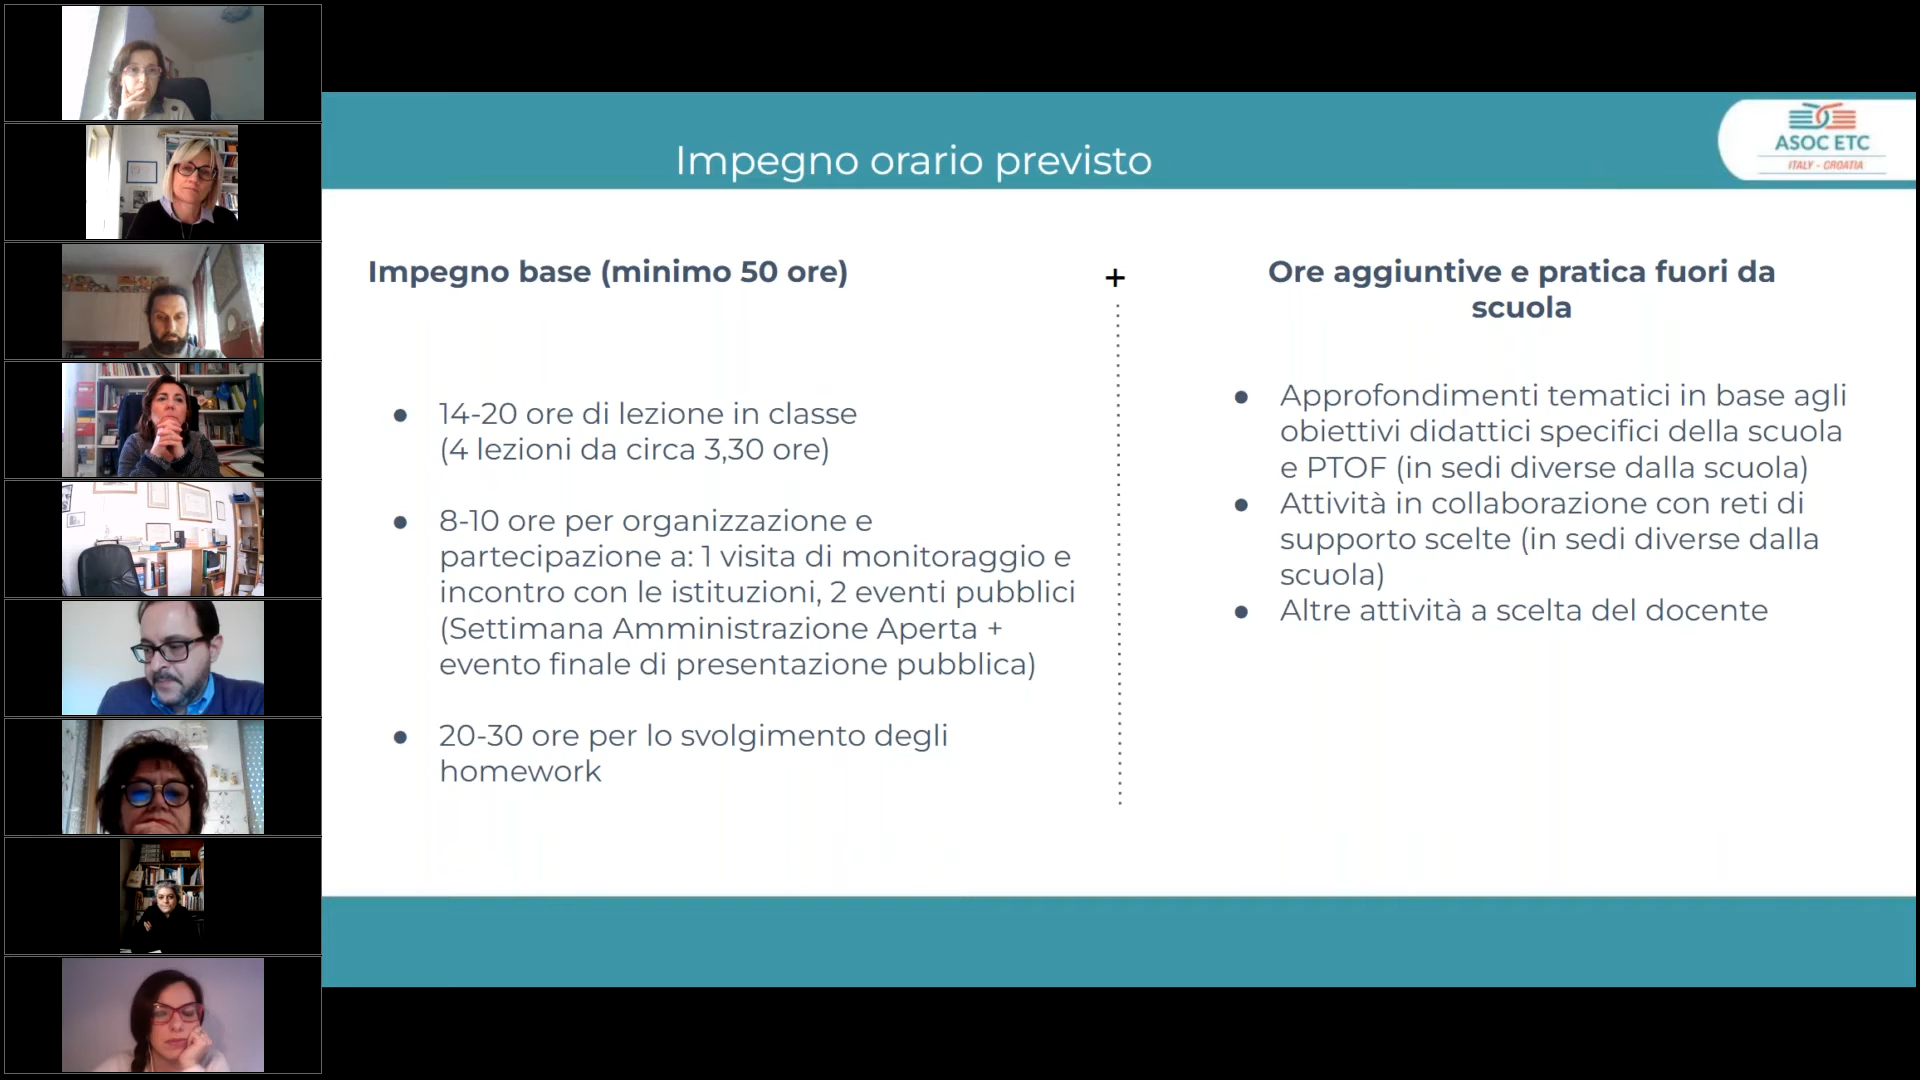 Impegno orario previsto
ASOC ETC
ITALY - CROATIA
Impegno base (minimo 50 ore)
● 14-20 ore di lezione in classe
(4 lezioni da circa 3,30 ore)
● 8-10 ore per organizzazione e
partecipazione a: 1 visita di monitoraggio e
incontro con le istituzioni, 2 eventi pubblici
(Settimana Amministrazione Aperta +
evento finale di presentazione pubblica)
● 20-30 ore per lo svolgimento degli
homework
+
Ore aggiuntive e pratica fuori da
scuola
● Approfondimenti tematici in base agli
obiettivi didattici specifici della scuola
e PTOF (in sedi diverse dalla scuola)
● Attività in collaborazione con reti di
supporto scelte (in sedi diverse dalla
scuola)
● Altre attività a scelta del docente